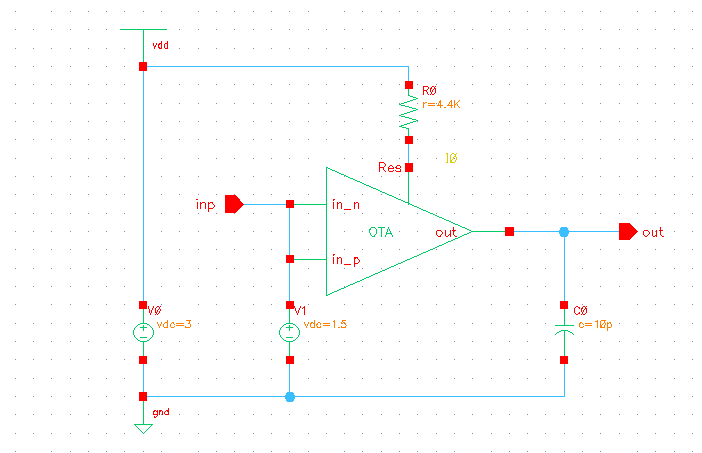 vdd
R0
r=4.4K
I0
Res
inp
in_n
OTA
out
out
in_p
V0
vdc=3
V1
vdc=1.5
C0
c=10p
gnd